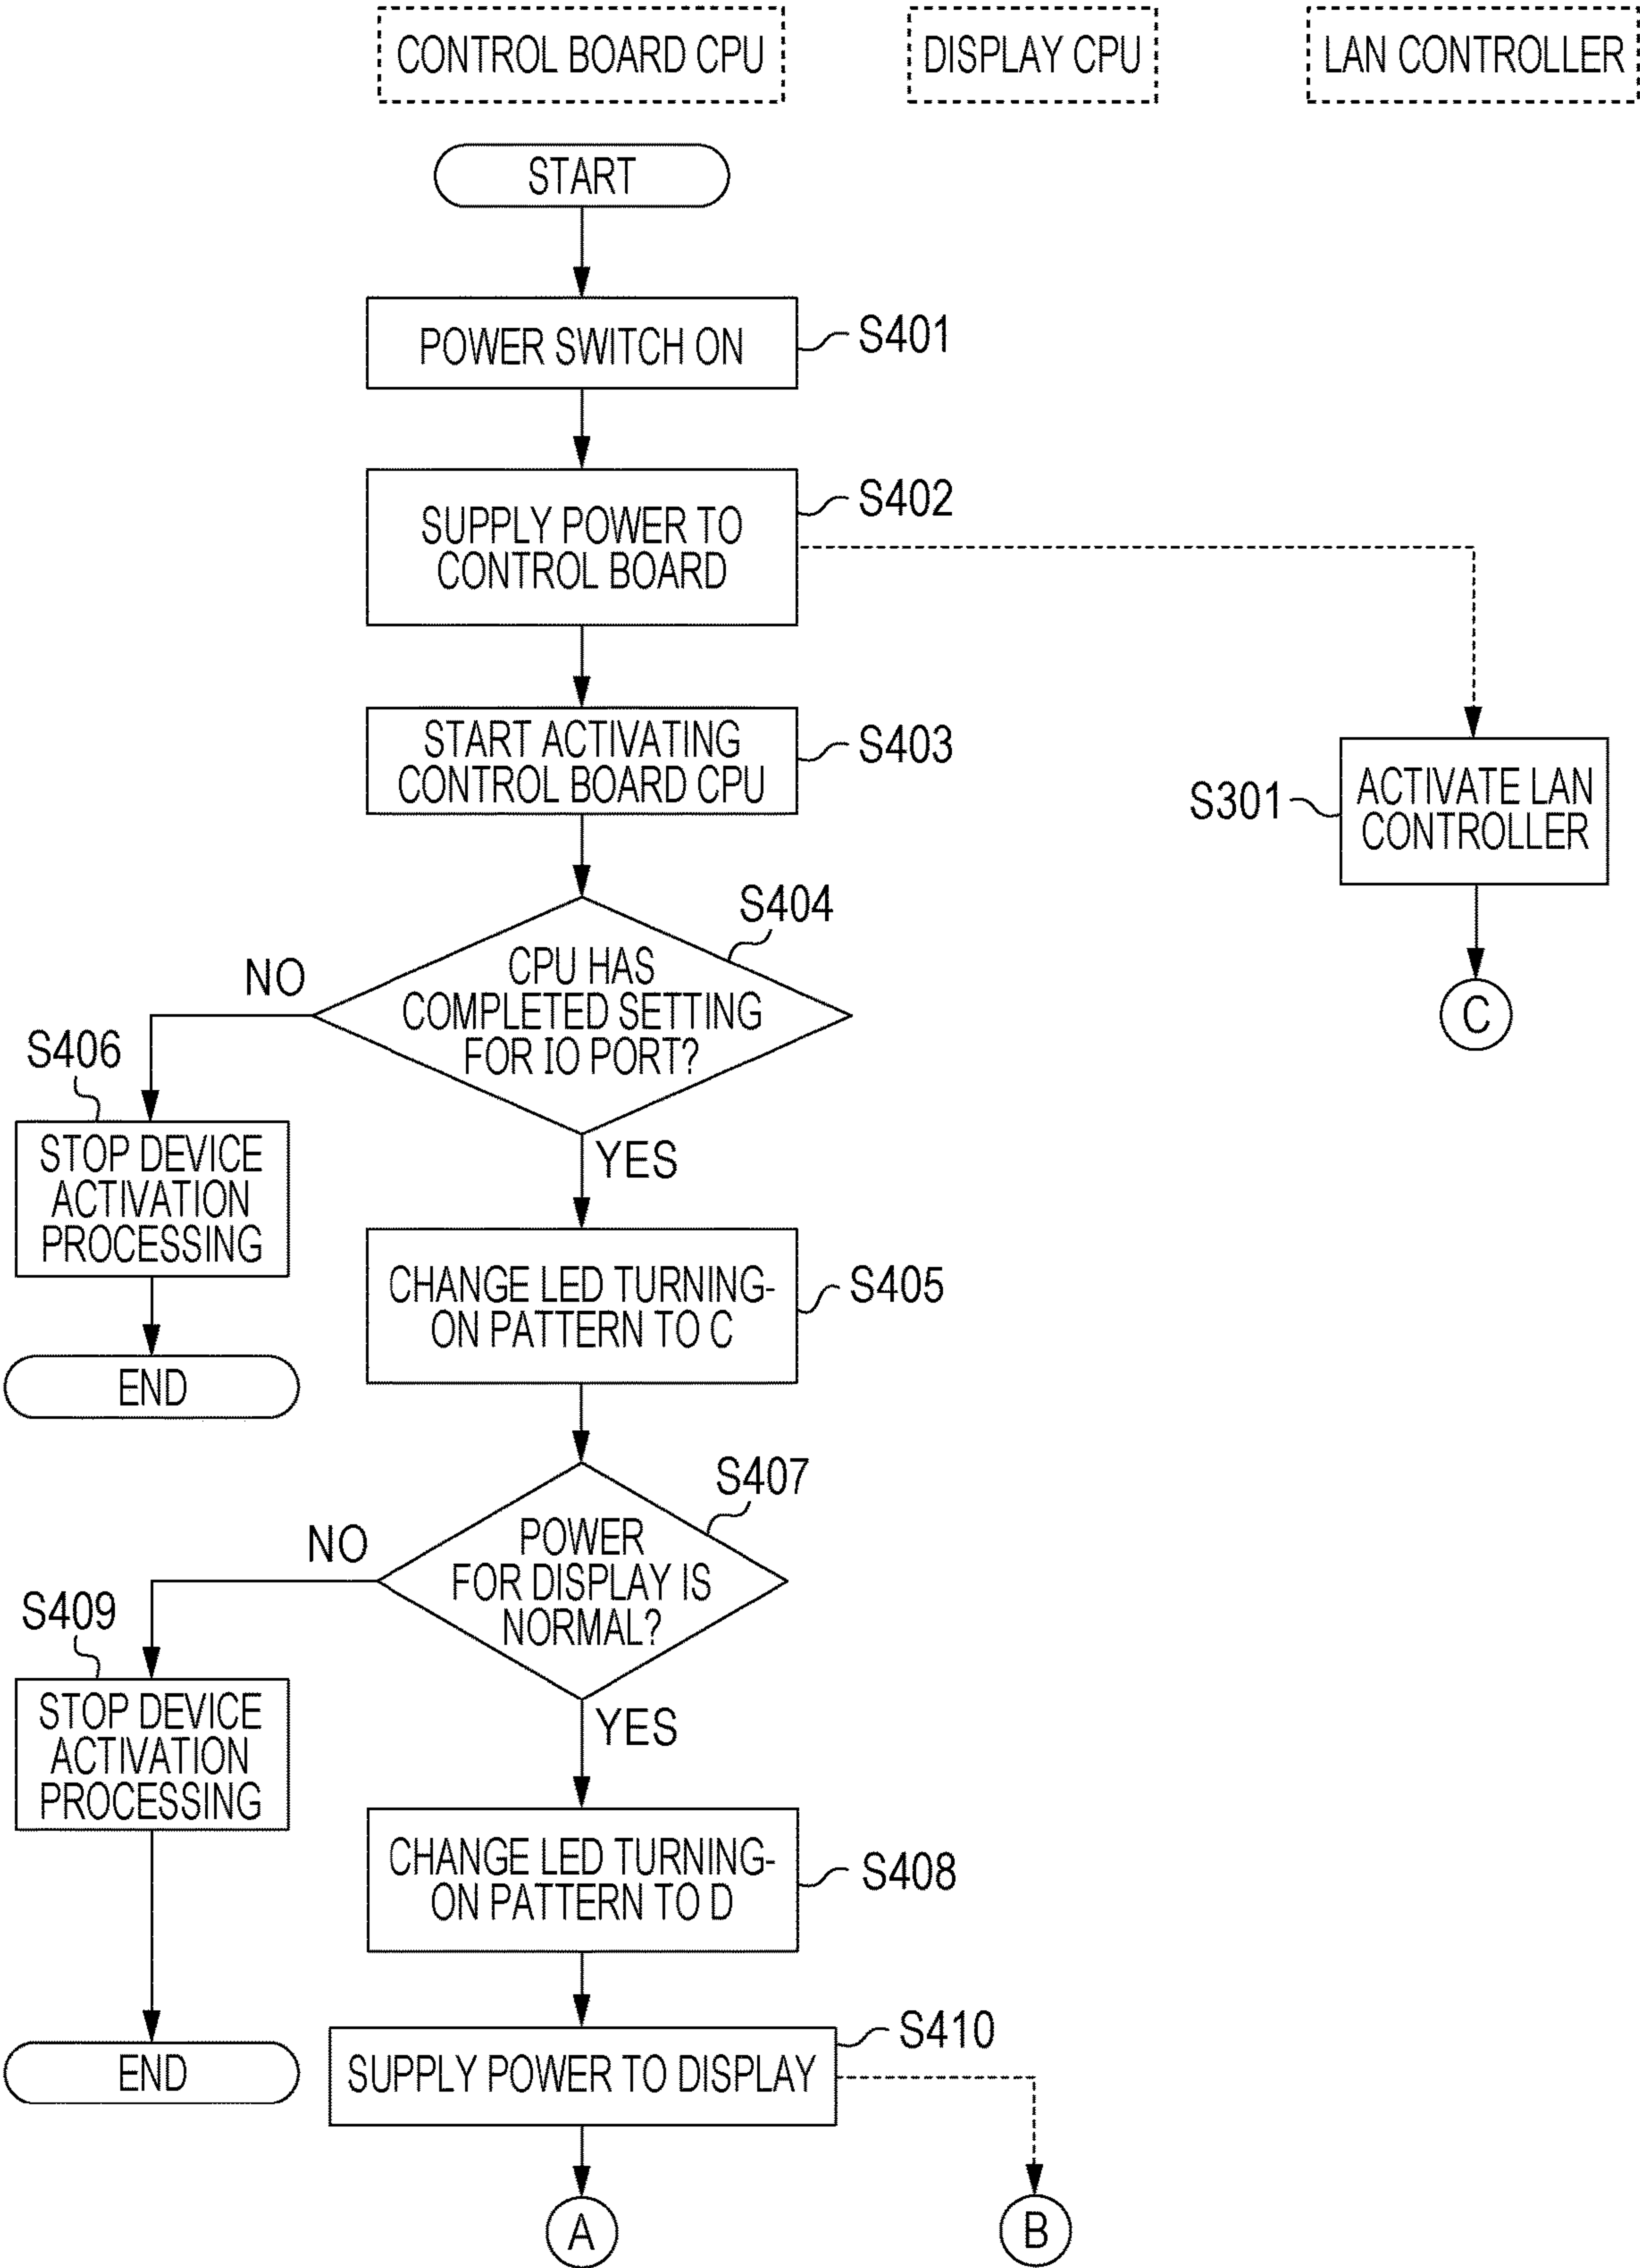 CONTROL BOARD CPU
DISPLAY CPU
LAN CONTROLLER
START
POWER SWITCH ON
S401
SUPPLY POWER TO
CONTROL BOARD
S402
START ACTIVATING
CONTROL BOARD CPU
S403
S301
ACTIVATE LAN
CONTROLLER
C
S404
CPU HAS
COMPLETED SETTING
FOR IO PORT?
NO
S406
STOP DEVICE
ACTIVATION
PROCESSING
END
YES
CHANGE LED TURNING-
ON PATTERN TO C
S405
S407
POWER
FOR DISPLAY IS
NORMAL?
NO
S409
STOP DEVICE
ACTIVATION
PROCESSING
END
YES
CHANGE LED TURNING-
ON PATTERN TO D
S408
S410
SUPPLY POWER TO DISPLAY
A
B